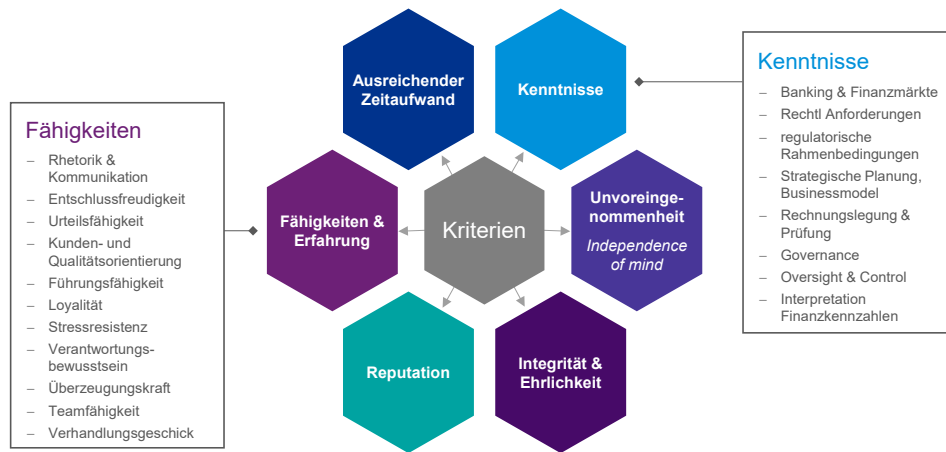 Fähigkeiten
– Rhetorik &
Kommunikation
– Entschlussfreudigkeit
– Urteilsfähigkeit
– Kunden- und
Qualitätsorientierung
– Führungsfähigkeit
– Loyalität
– Stressresistenz
– Verantwortungs-
bewusstsein
– Überzeugungskraft
– Teamfähigkeit
– Verhandlungsgeschick
Ausreichender
Zeitaufwand
Kenntnisse
Fähigkeiten &
Erfahrung
Kriterien
Unvoreinge-
nommenheit
Independence
of mind
Reputation
Integrität &
Ehrlichkeit
Kenntnisse
– Banking & Finanzmärkte
– Rechtl Anforderungen
– regulatorische
Rahmenbedingungen
– Strategische Planung,
Businessmodel
– Rechnungslegung &
Prüfung
– Governance
– Oversight & Control
– Interpretation
Finanzkennzahlen